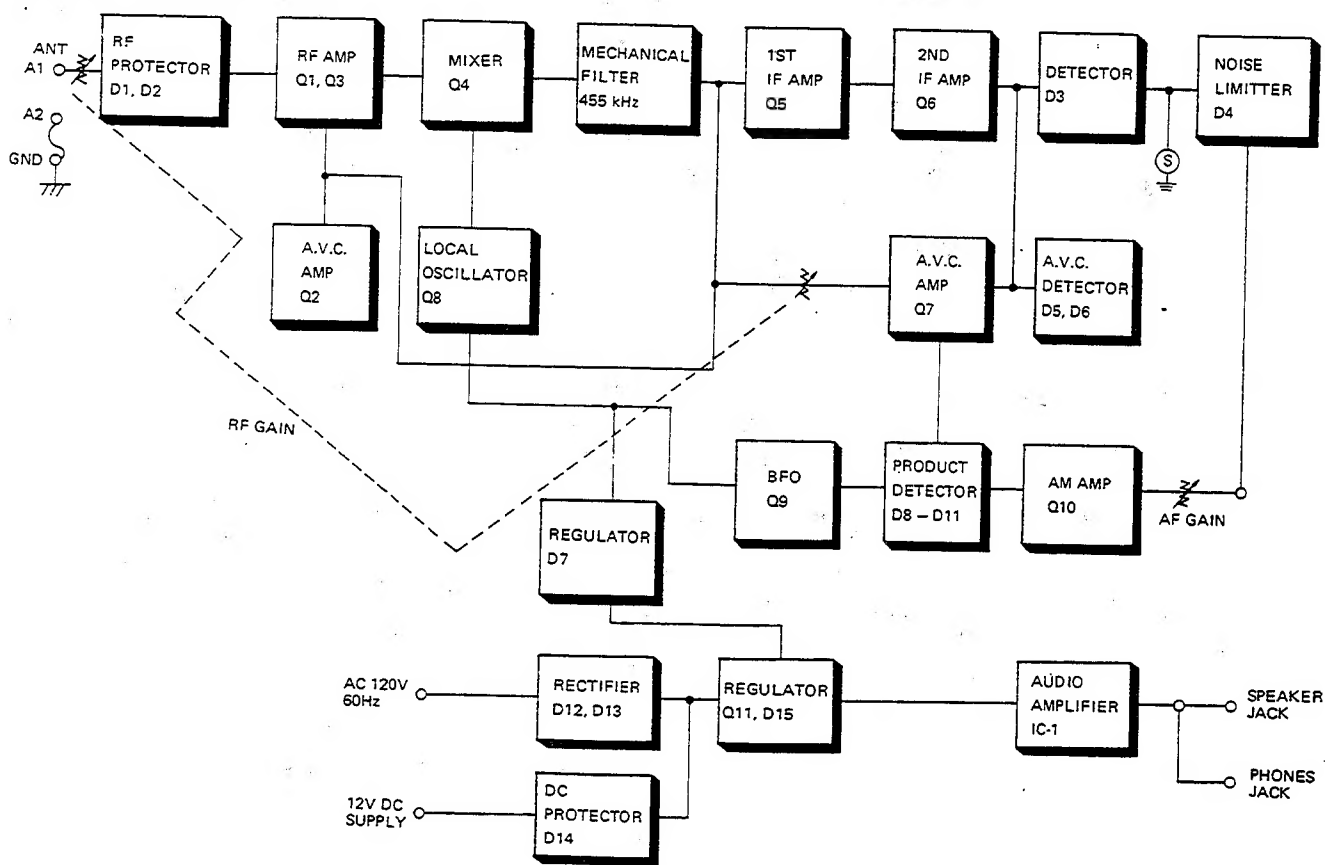 ANT
A1
A2
GND
RF
PROTECTOR
D1, D2
RF AMP
Q1, Q3
MIXER
Q4
MECHANICAL
FILTER
455 kHz
1ST
IF AMP
Q5
2ND
IF AMP
Q6
DETECTOR
D3
NOISE
LIMITTER
D4
S
A.V.C.
AMP
Q2
LOCAL
OSCILLATOR
Q8
A.V.C.
AMP
Q7
A.V.C.
DETECTOR
D5, D6
RF GAIN
BFO
Q9
PRODUCT
DETECTOR
D8 – D11
AM AMP
Q10
AF GAIN
REGULATOR
D7
AC 120V
60Hz
RECTIFIER
D12, D13
REGULATOR
Q11, D15
AUDIO
AMPLIFIER
IC-1
SPEAKER
JACK
PHONES
JACK
12V DC
SUPPLY
DC
PROTECTOR
D14